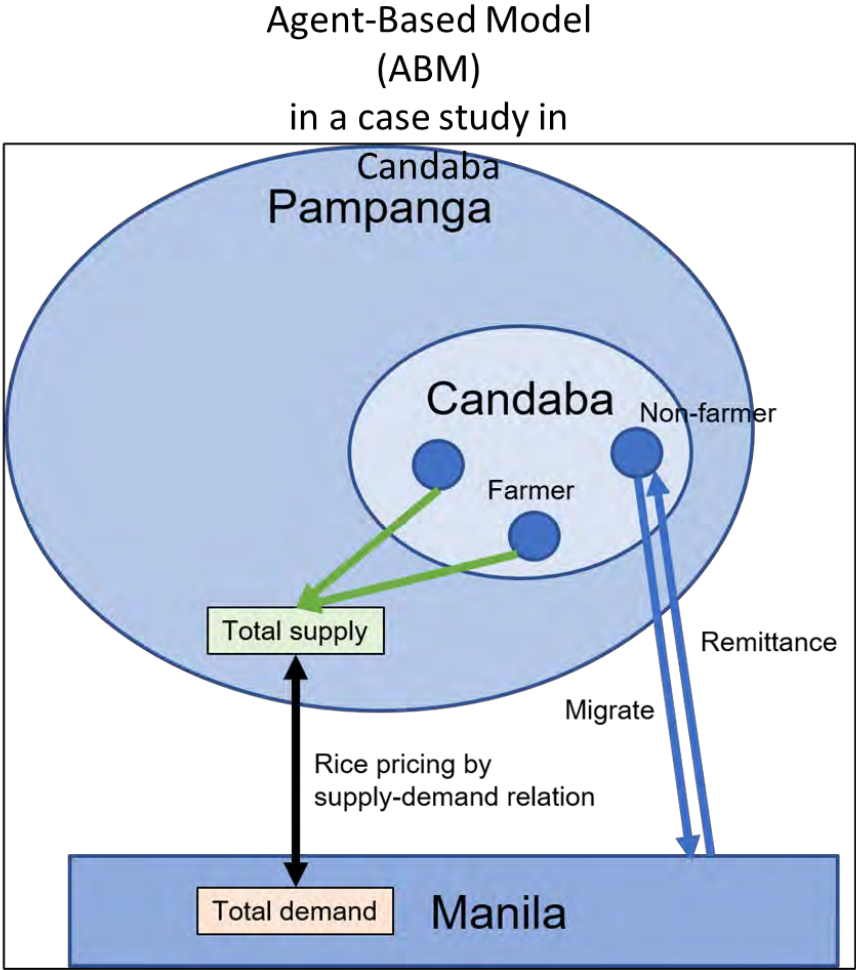 Agent-Based Model
(ABM)
in a case study in
Candaba
Pampanga
Candaba
Non-farmer
Farmer
Total supply
Remittance
Migrate
Rice pricing by
supply-demand relation
Total demand
Manila